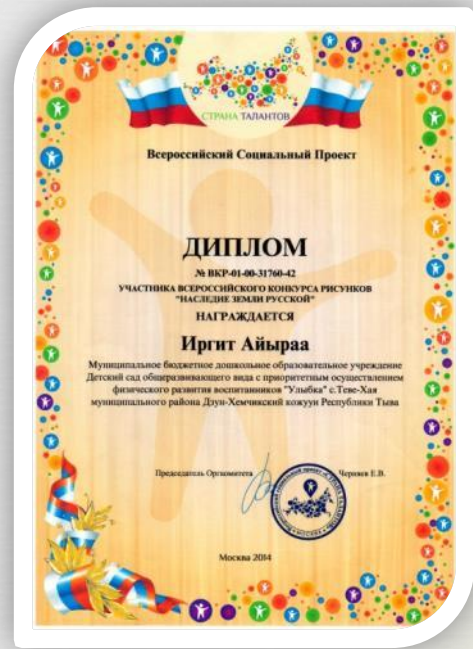 СТРАНА ТАЛАНТОВ
Всероссийский Социальный Проект
ДИПЛОМ
№ ВКР-01-00-31760-42
УЧАСТНИКА ВСЕРОССИЙСКОГО КОНКУРСА РИСУНКОВ
"НАСЛЕДИЕ ЗЕМЛИ РУССКОЙ"
НАГРАЖДАЕТСЯ
Иргит Айыраа
Муниципальное бюджетное дошкольное образовательное учреждение
Детский сад общеразвивающего вида с приоритетным осуществлением
физического развития воспитанников "Улыбка" с.Теве-Хая
муниципального района Дзун-Хемчикский кожуун Республики Тыва
Председатель Оргкомитета Черняев Е.В.
Москва 2014